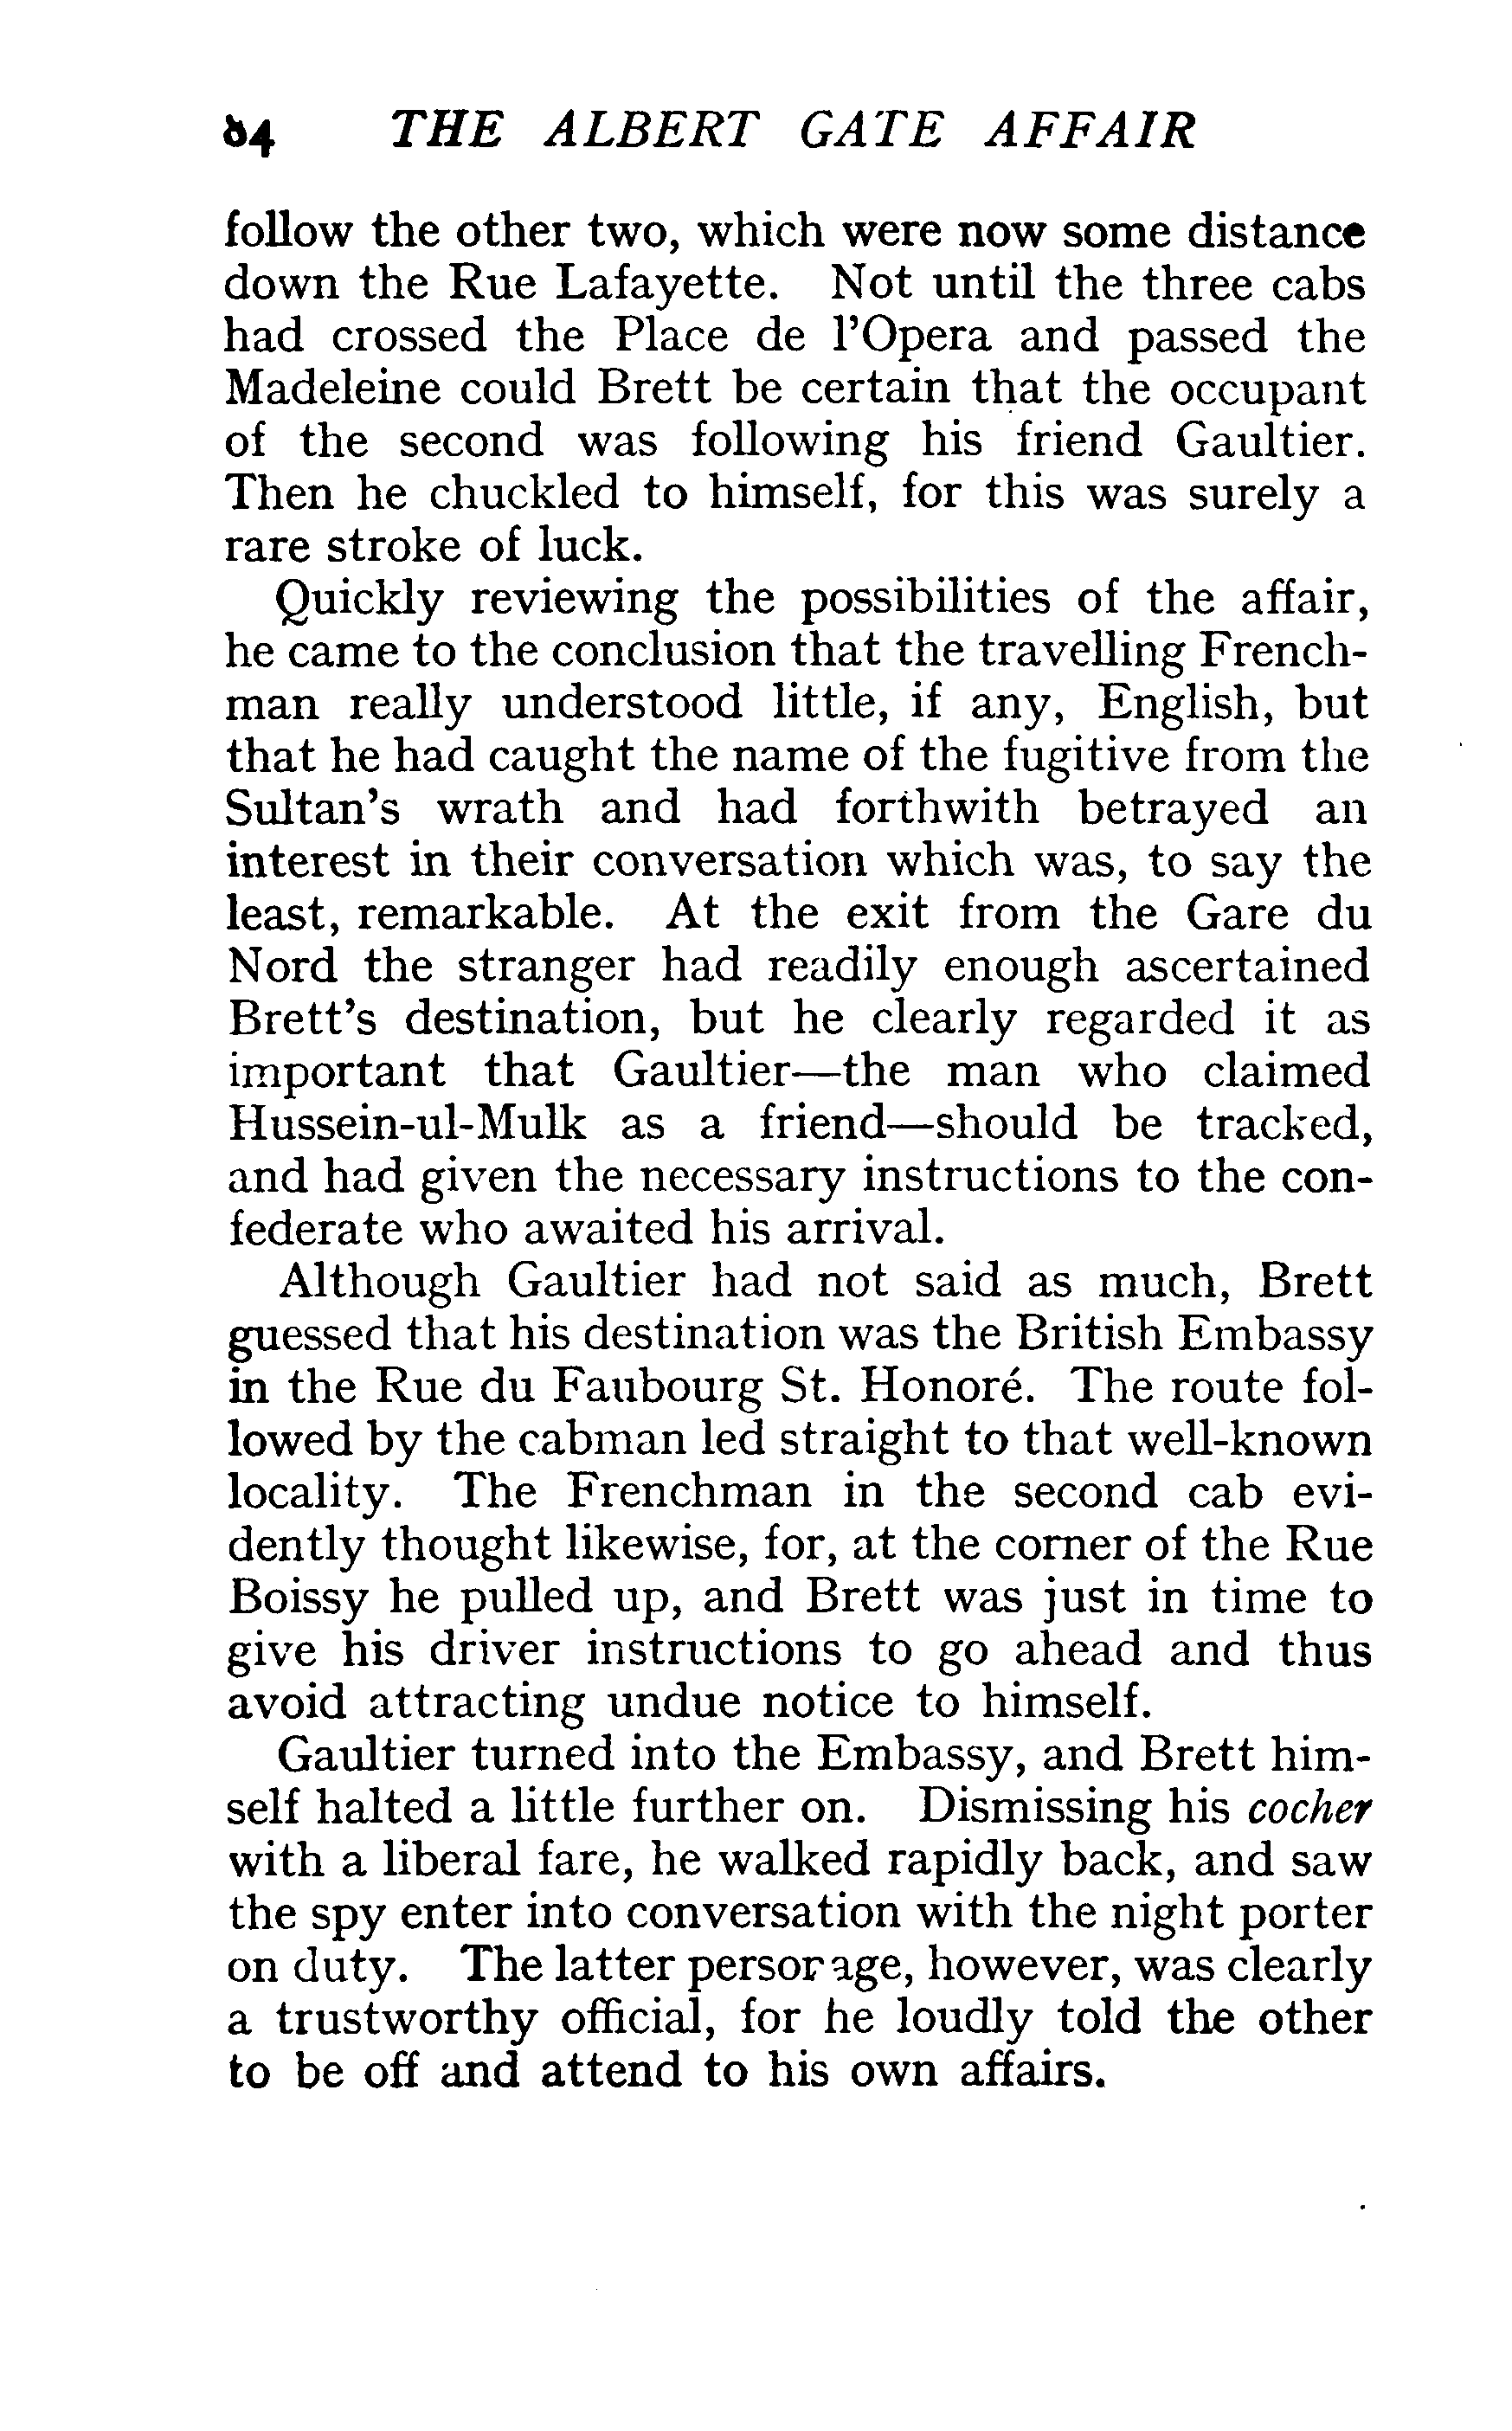 84 THE ALBERT GATE AFFAIR
follow the other two, which were now some distance
down the Rue Lafayette. Not until the three cabs
had crossed the Place de l'Opera and passed the
Madeleine could Brett be certain that the occupant
of the second was following his friend Gaultier.
Then he chuckled to himself, for this was surely a
rare stroke of luck.
Quickly reviewing the possibilities of the affair,
he came to the conclusion that the travelling French-
man really understood little, if any, English, but
that he had caught the name of the fugitive from the
Sultan's wrath and had forthwith betrayed an
interest in their conversation which was, to say the
least, remarkable. At the exit from the Gare du
Nord the stranger had readily enough ascertained
Brett's destination, but he clearly regarded it as
important that Gaultier—the man who claimed
Hussein-ul-Mulk as a friend—should be tracked,
and had given the necessary instructions to the con-
federate who awaited his arrival.
Although Gaultier had not said as much, Brett
guessed that his destination was the British Embassy
in the Rue du Faubourg St. Honoré. The route fol-
lowed by the cabman led straight to that well-known
locality. The Frenchman in the second cab evi-
dently thought likewise, for, at the corner of the Rue
Boissy he pulled up, and Brett was just in time to
give his driver instructions to go ahead and thus
avoid attracting undue notice to himself.
Gaultier turned into the Embassy, and Brett him-
self halted a little further on. Dismissing his cocher
with a liberal fare, he walked rapidly back, and saw
the spy enter into conversation with the night porter
on duty. The latter personage, however, was clearly
a trustworthy official, for he loudly told the other
to be off and attend to his own affairs.